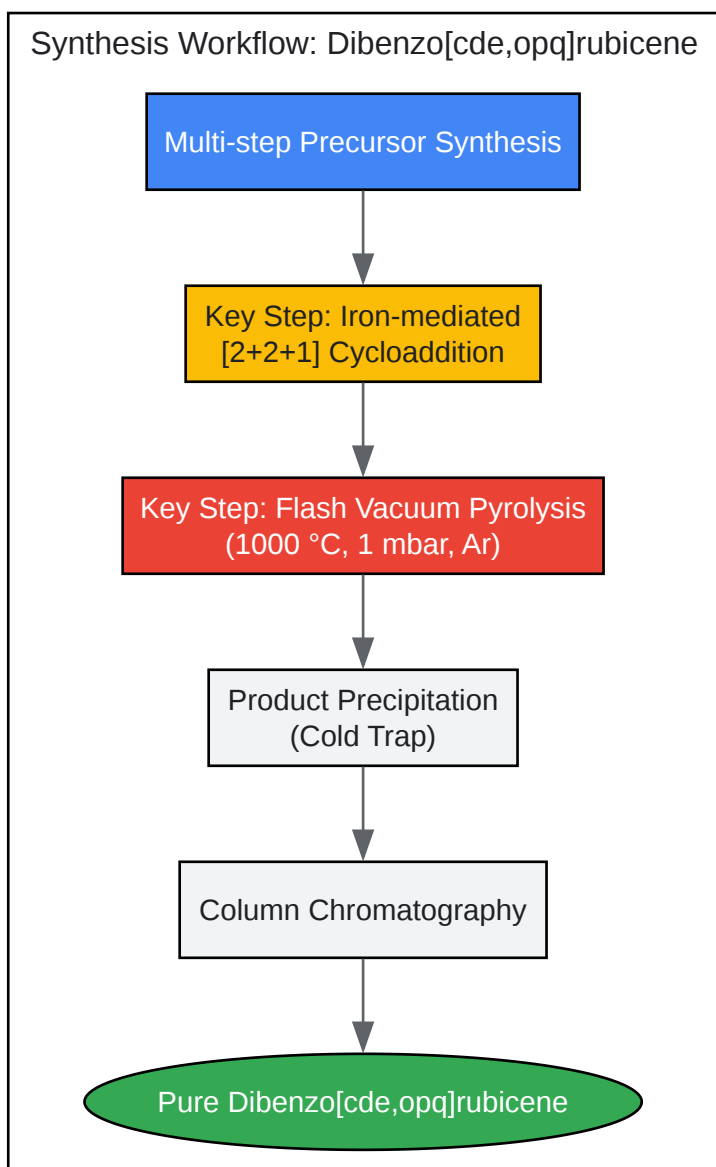 Synthesis Workflow: Dibenzo[cde,opq]rubicene
Multi-step Precursor Synthesis
Key Step: Iron-mediated
[2+2+1] Cycloaddition
Key Step: Flash Vacuum Pyrolysis
(1000 °C, 1 mbar, Ar)
Product Precipitation
(Cold Trap)
Column Chromatography
Pure Dibenzo[cde,opq]rubicene